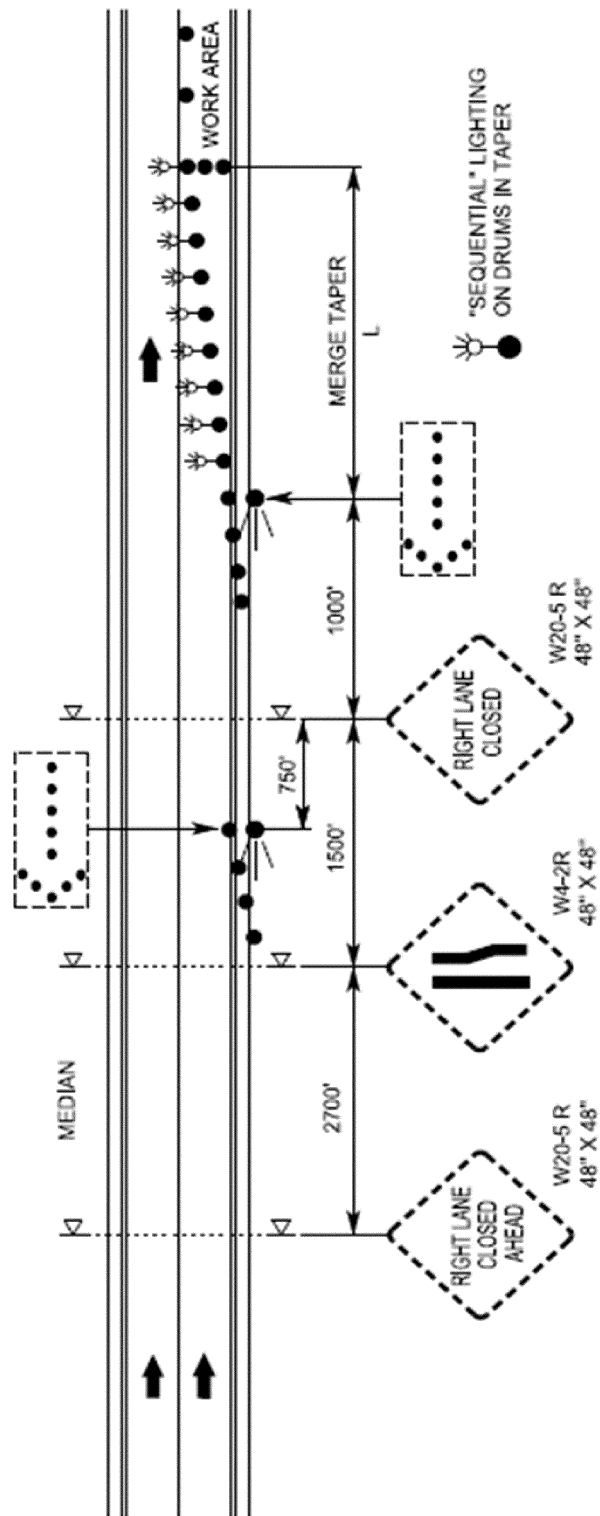 WORK AREA
"SEQUENTIAL" LIGHTING
ON DRUMS IN TAPER
MERGE TAPER
L
1000'
750'
1500'
MEDIAN
2700'
RIGHT LANE
CLOSED
W20-5 R
48" X 48"
W4-2R
48" X 48"
RIGHT LANE
CLOSED
AHEAD
W20-5 R
48" X 48"